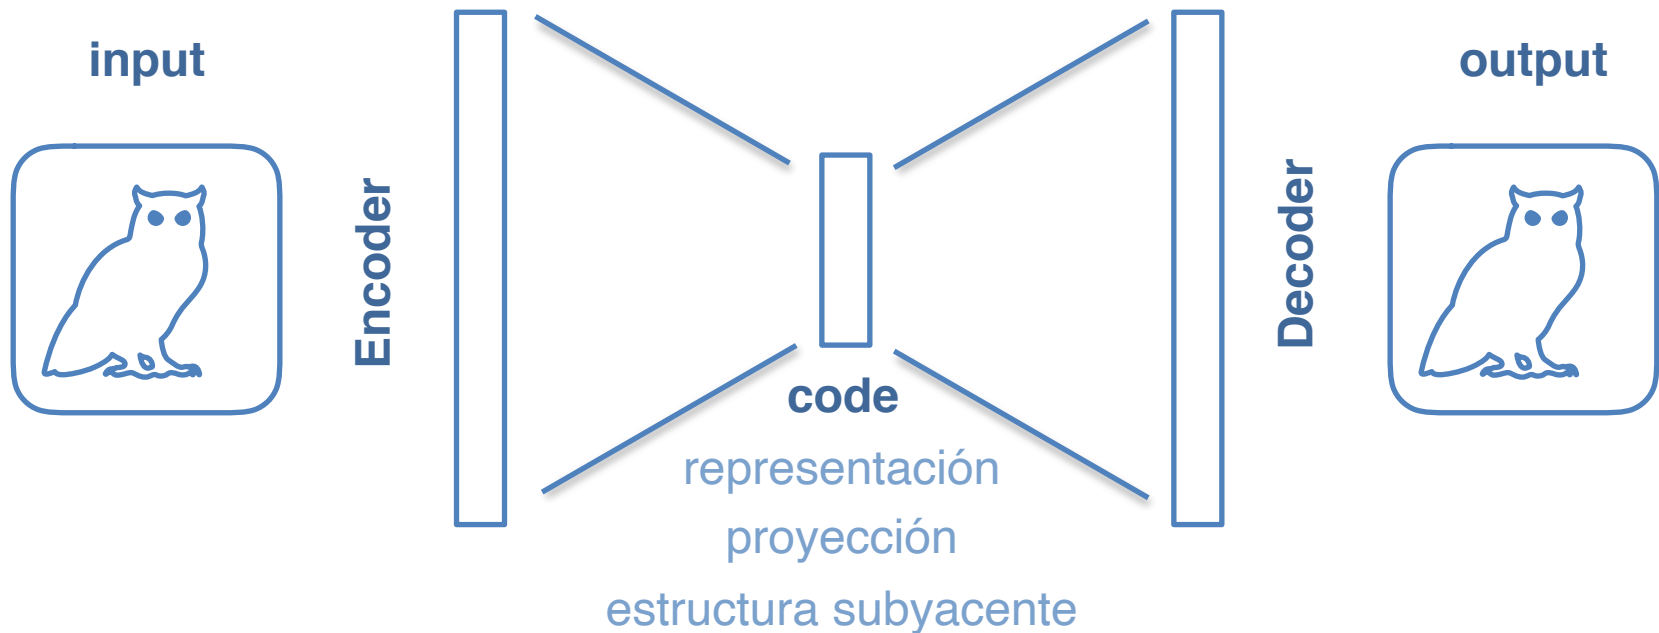 input
output
Encoder
Decoder
code
representación
proyección
estructura subyacente